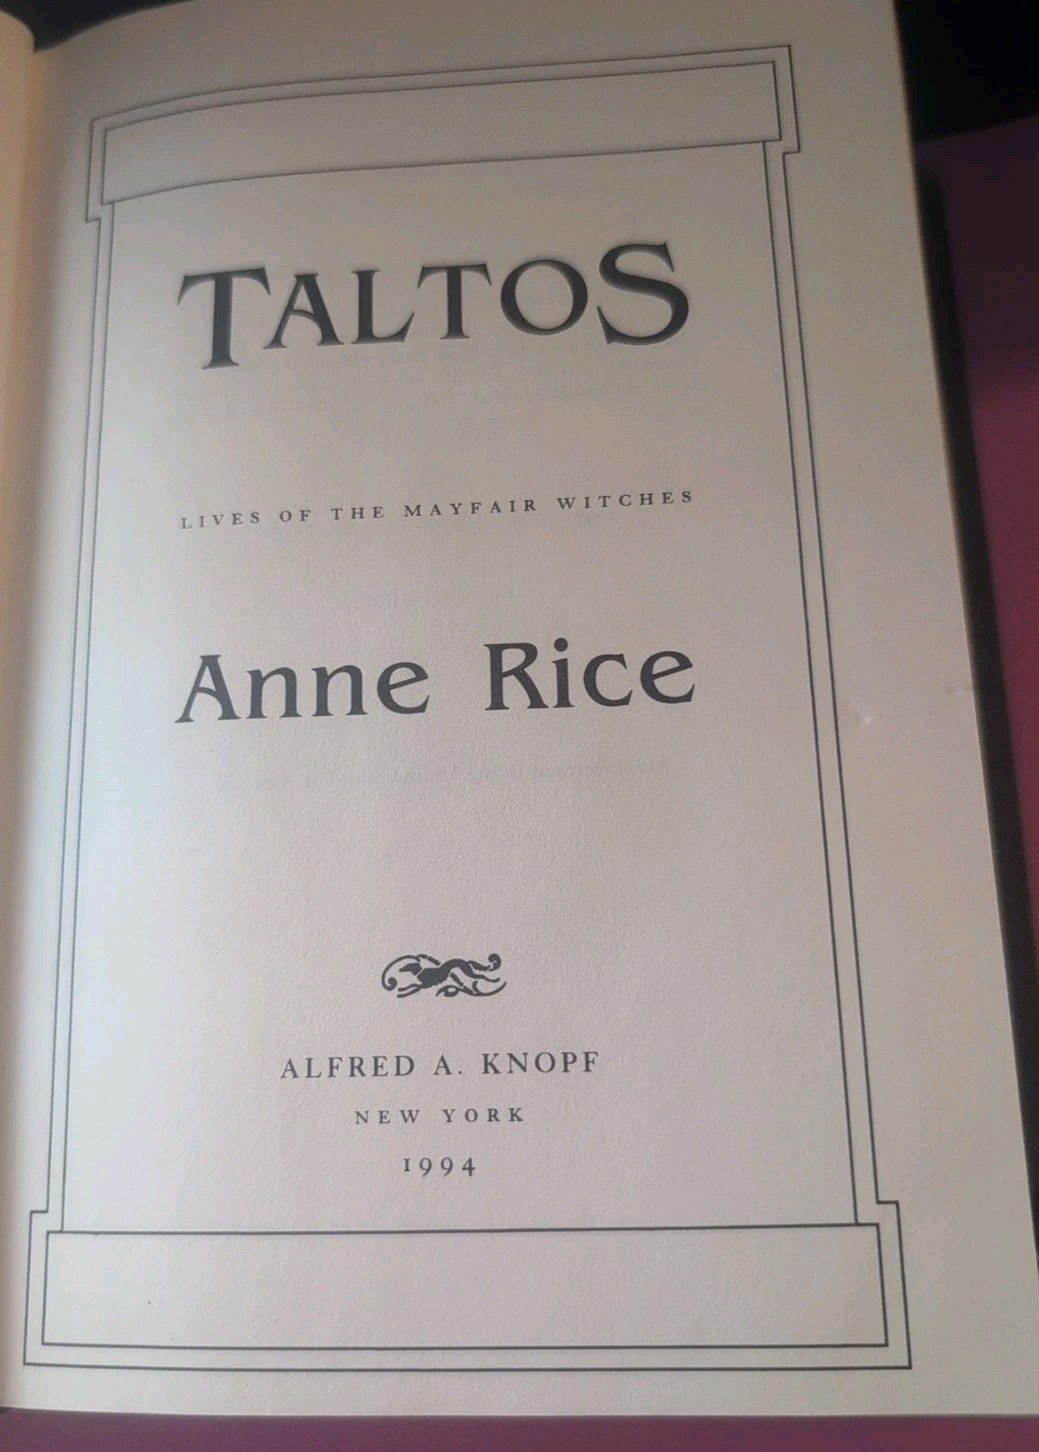 TALTOS
LIVES OF THE MAYFAIR WITCHES
Anne Rice
ALFRED A. KNOPF
NEW YORK
1994